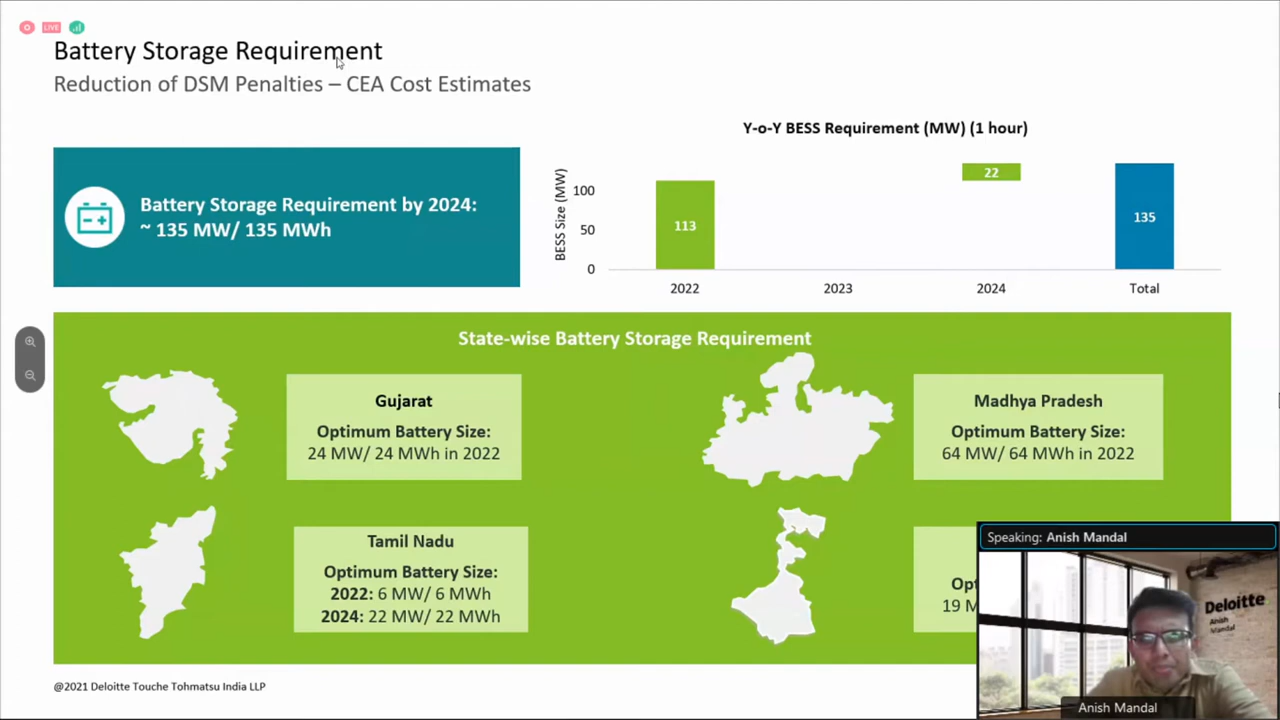 LIVE
Battery Storage Requirement
Reduction of DSM Penalties – CEA Cost Estimates
Battery Storage Requirement by 2024:
~ 135 MW/ 135 MWh
Y-o-Y BESS Requirement (MW) (1 hour)
BESS Size (MW)
100
50
0
113
22
135
2022
2023
2024
Total
State-wise Battery Storage Requirement
Gujarat
Optimum Battery Size:
24 MW/ 24 MWh in 2022
Madhya Pradesh
Optimum Battery Size:
64 MW/ 64 MWh in 2022
Tamil Nadu
Optimum Battery Size:
2022: 6 MW/ 6 MWh
2024: 22 MW/ 22 MWh
19
Speaking: Anish Mandal
Deloitte
Anish
Mandal
Anish Mandal
@2021 Deloitte Touche Tohmatsu India LLP